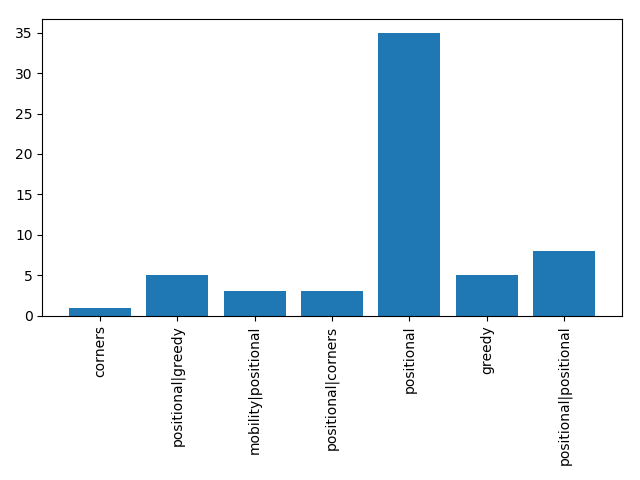 35
30
25
20
15
10
5
0
corners
positional|greedy
mobility|positional
positional|corners
positional
greedy
positional|positional